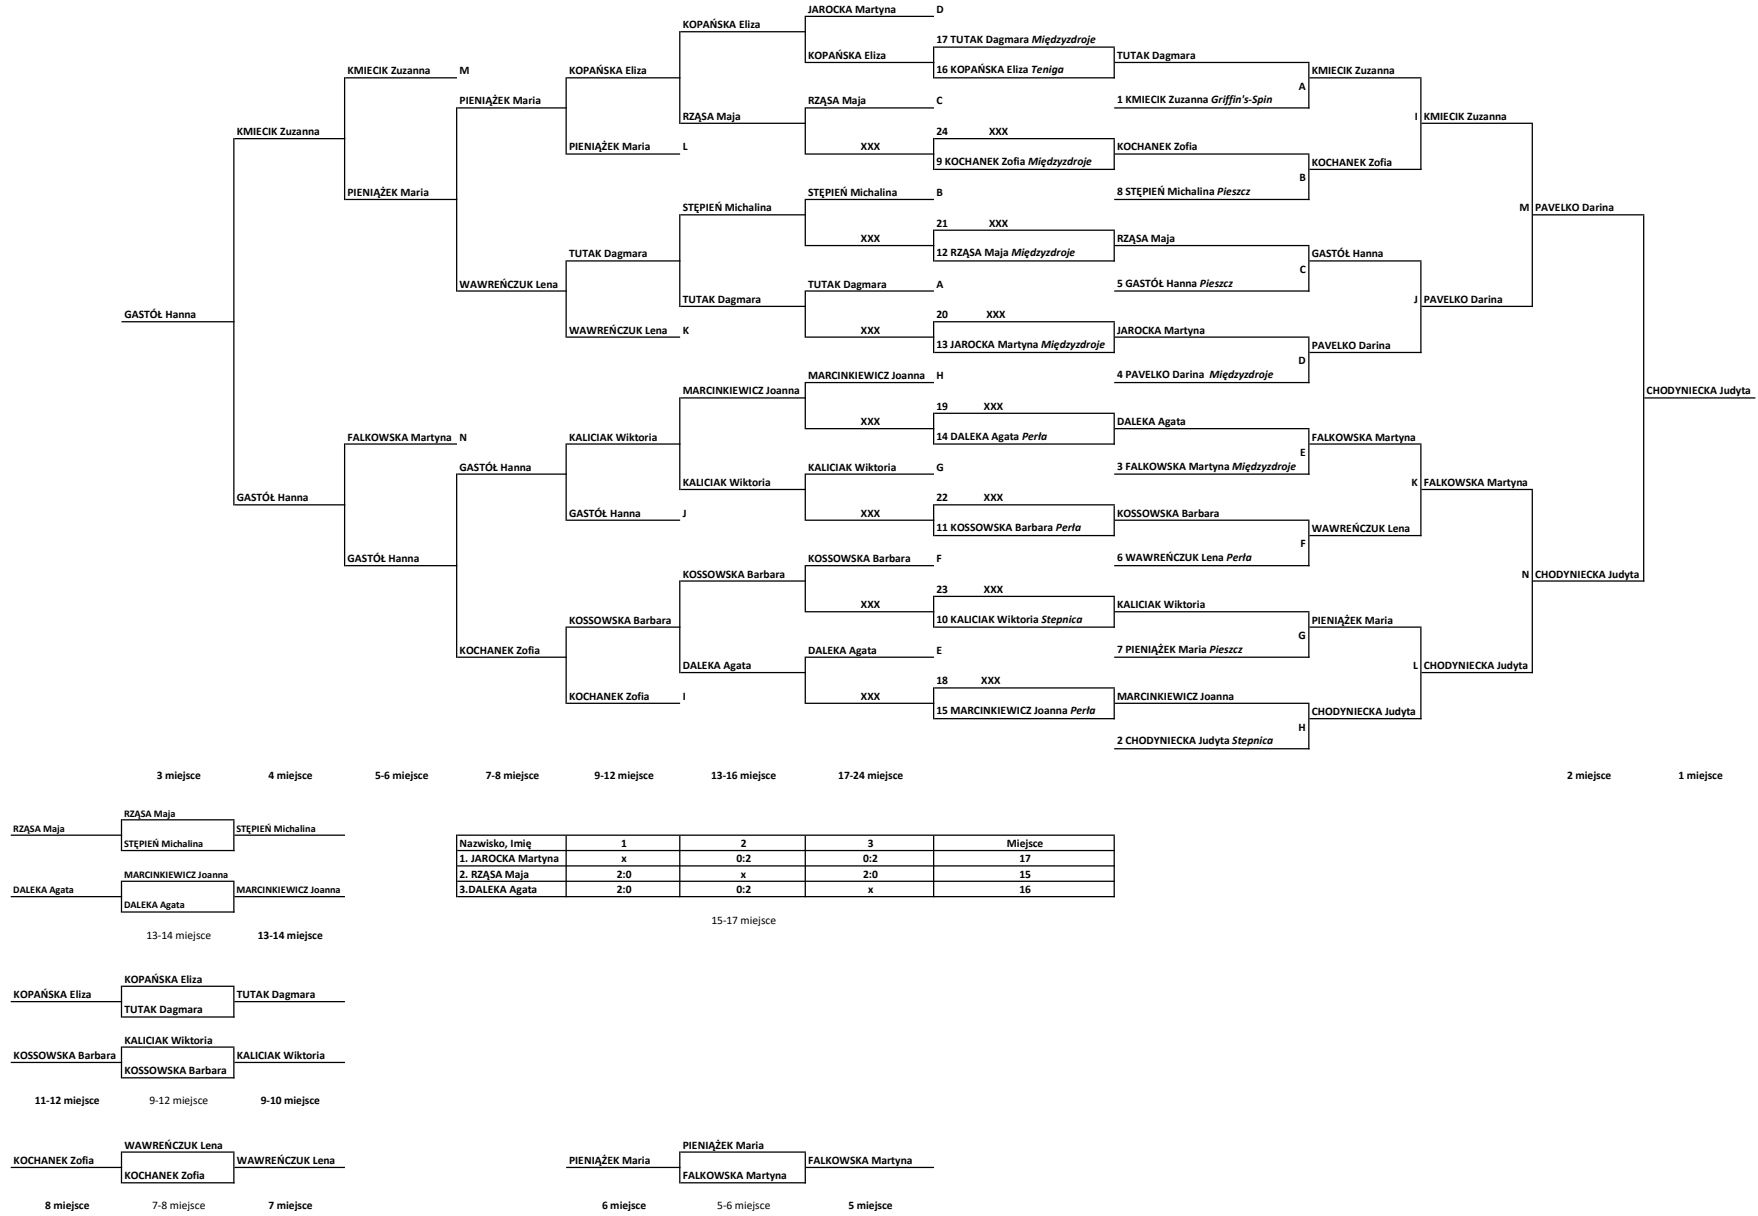 JAROCKA Martyna D
KOPAŃSKA Eliza
17 TUTAK Dagmara Międzyzdroje
KOPAŃSKA Eliza TUTAK Dagmara
KMIECIK Zuzanna M KOPAŃSKA Eliza 16 KOPAŃSKA Eliza Teniga KMIECIK Zuzanna
A
PIENIĄŻEK Maria RZĄSA Maja C 1 KMIECIK Zuzanna Griffin's-Spin
RZĄSA Maja I KMIECIK Zuzanna
KMIECIK Zuzanna 24 XXX
PIENIĄŻEK Maria L XXX KOCHANEK Zofia
9 KOCHANEK Zofia Międzyzdroje KOCHANEK Zofia
B
PIENIĄŻEK Maria STĘPIEŃ Michalina B 8 STĘPIEŃ Michalina Pieszcz
STĘPIEŃ Michalina M PAVELKO Darina
21 XXX
XXX RZĄSA Maja
TUTAK Dagmara 12 RZĄSA Maja Międzyzdroje GASTÓŁ Hanna
C
WAWREŃCZUK Lena TUTAK Dagmara A 5 GASTÓŁ Hanna Pieszcz
TUTAK Dagmara J PAVELKO Darina
GASTÓŁ Hanna 20 XXX
WAWREŃCZUK Lena K XXX JAROCKA Martyna
13 JAROCKA Martyna Międzyzdroje PAVELKO Darina
D
MARCINKIEWICZ Joanna H 4 PAVELKO Darina Międzyzdroje
MARCINKIEWICZ Joanna CHODYNIECKA Judyta
19 XXX
XXX DALEKA Agata
FALKOWSKA Martyna N KALICIAK Wiktoria 14 DALEKA Agata Perła FALKOWSKA Martyna
E
GASTÓŁ Hanna KALICIAK Wiktoria G 3 FALKOWSKA Martyna Międzyzdroje
KALICIAK Wiktoria K FALKOWSKA Martyna
GASTÓŁ Hanna 22 XXX
GASTÓŁ Hanna J XXX KOSSOWSKA Barbara
11 KOSSOWSKA Barbara Perła WAWREŃCZUK Lena
F
GASTÓŁ Hanna KOSSOWSKA Barbara F 6 WAWREŃCZUK Lena Perła
KOSSOWSKA Barbara N CHODYNIECKA Judyta
23 XXX
XXX KALICIAK Wiktoria
KOSSOWSKA Barbara 10 KALICIAK Wiktoria Stepnica PIENIĄŻEK Maria
G
KOCHANEK Zofia DALEKA Agata E 7 PIENIĄŻEK Maria Pieszcz
DALEKA Agata L CHODYNIECKA Judyta
18 XXX
KOCHANEK Zofia I XXX MARCINKIEWICZ Joanna
15 MARCINKIEWICZ Joanna Perła CHODYNIECKA Judyta
H
2 CHODYNIECKA Judyta Stepnica
3 miejsce 4 miejsce 5-6 miejsce 7-8 miejsce 9-12 miejsce 13-16 miejsce 17-24 miejsce 2 miejsce 1 miejsce
RZĄSA Maja
RZĄSA Maja STĘPIEŃ Michalina
STĘPIEŃ Michalina
MARCINKIEWICZ Joanna
DALEKA Agata MARCINKIEWICZ Joanna
DALEKA Agata
13-14 miejsce 13-14 miejsce
Nazwisko, Imię 1 2 3 Miejsce
1. JAROCKA Martyna x 0:2 0:2 17
2. RZĄSA Maja 2:0 x 2:0 15
3.DALEKA Agata 2:0 0:2 x 16
15-17 miejsce
KOPAŃSKA Eliza
KOPAŃSKA Eliza TUTAK Dagmara
TUTAK Dagmara
KALICIAK Wiktoria
KOSSOWSKA Barbara KALICIAK Wiktoria
KOSSOWSKA Barbara
11-12 miejsce 9-12 miejsce 9-10 miejsce
WAWREŃCZUK Lena
KOCHANEK Zofia WAWREŃCZUK Lena
KOCHANEK Zofia
8 miejsce 7-8 miejsce 7 miejsce
PIENIĄŻEK Maria
PIENIĄŻEK Maria FALKOWSKA Martyna
FALKOWSKA Martyna
6 miejsce 5-6 miejsce 5 miejsce